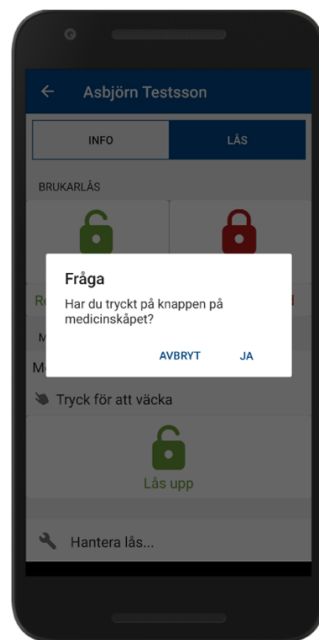 Asbjörn Testsson
INFO
LÅS
BRUKARLÅS
Fråga
Har du tryckt på knappen på
medicinskåpet?
AVBRYT
JA
Tryck för att väcka
Lås upp
Hantera lås...